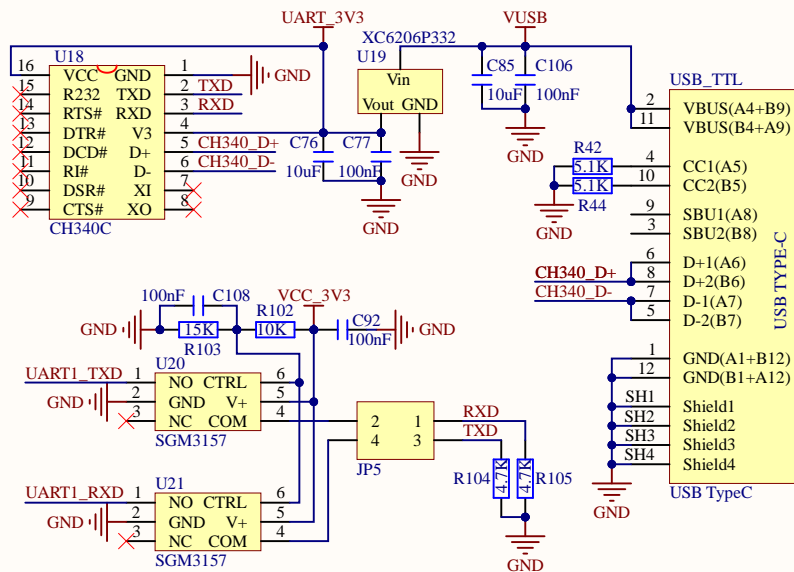 UART_3V3
VUSB
U18
XC6206P332
U19
16 VCC GND 1 GND
15 R232 TXD 2 TXD
14 RTS# RXD 3 RXD
13 DTR# V3 4
12 DCD# D+ 5 CH340_D+
11 RI# D- 6 CH340_D-
10 DSR# XI 7
9 CTS# XO 8
CH340C
Vin
Vout GND
C76
10uF
C77
100nF
GND
GND
C85
10uF
C106
100nF
GND
USB_TTL
2 VBUS(A4+B9)
11 VBUS(B4+A9)
R42
5.1K
4 CC1(A5)
5.1K
10 CC2(B5)
R44
GND
9 SBU1(A8)
3 SBU2(B8)
6 D+1(A6)
CH340_D+ 8 D+2(B6)
CH340_D- 7 D-1(A7)
5 D-2(B7)
1 GND(A1+B12)
12 GND(B1+A12)
SH1 Shield1
SH2 Shield2
SH3 Shield3
SH4 Shield4
USB TYPE-C
GND
USB TypeC
100nF C108
VCC_3V3
R102
GND 15K 10K C92 GND
R103
100nF
U20
UART1_TXD 1 NO CTRL 6
GND 2 GND V+ 5
3 NC COM 4
SGM3157
2 1 RXD
4 3 TXD
JP5
R104 4.7K 4.7K R105
GND
U21
UART1_RXD 1 NO CTRL 6
GND 2 GND V+ 5
3 NC COM 4
SGM3157